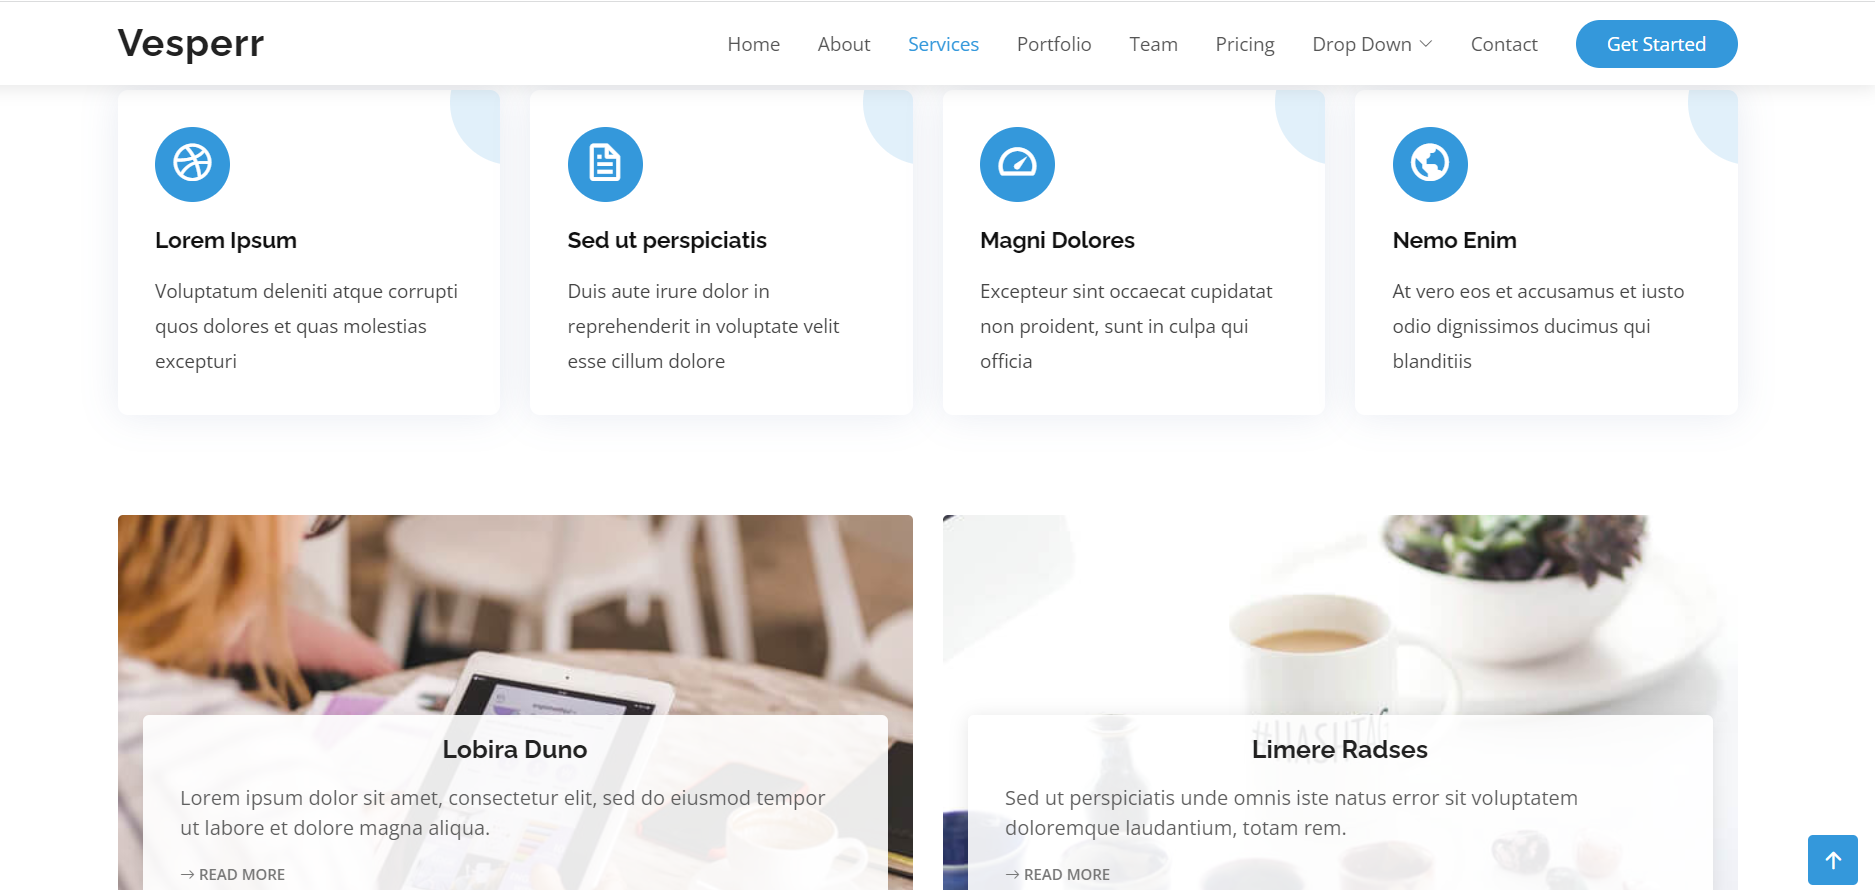 Vesperr
Home About Services Portfolio Team Pricing Drop Down Contact Get Started
Lorem Ipsum
Voluptatum deleniti atque corrupti
quos dolores et quas molestias
excepturi
Sed ut perspiciatis
Duis aute irure dolor in
reprehenderit in voluptate velit
esse cillum dolore
Magni Dolores
Excepteur sint occaecat cupidatat
non proident, sunt in culpa qui
officia
Nemo Enim
At vero eos et accusamus et iusto
odio dignissimos ducimus qui
blanditiis
Lobira Duno
Lorem ipsum dolor sit amet, consectetur elit, sed do eiusmod tempor
ut labore et dolore magna aliqua.
→ READ MORE
#HASHTAG
Limere Radses
Sed ut perspiciatis unde omnis iste natus error sit voluptatem
doloremque laudantium, totam rem.
→ READ MORE